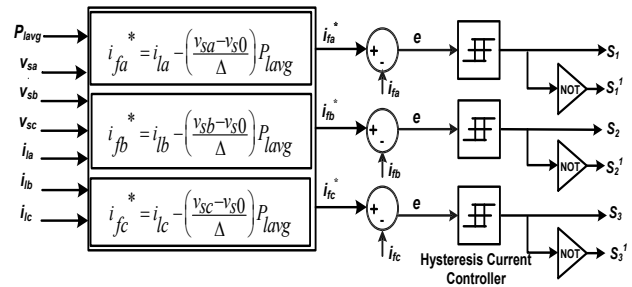 P_lavg
v_sa
v_sb
v_sc
i_la
i_lb
i_lc
i_fa* = i_la − ((v_sa − v_s0)/Δ) P_lavg
i_fb* = i_lb − ((v_sb − v_s0)/Δ) P_lavg
i_fc* = i_lc − ((v_sc − v_s0)/Δ) P_lavg
i_fa* + - e S_1
i_fa NOT S_1^1
i_fb* + - e S_2
i_fb NOT S_2^1
i_fc* + - e S_3
i_fc NOT S_3^1
Hysteresis Current
Controller